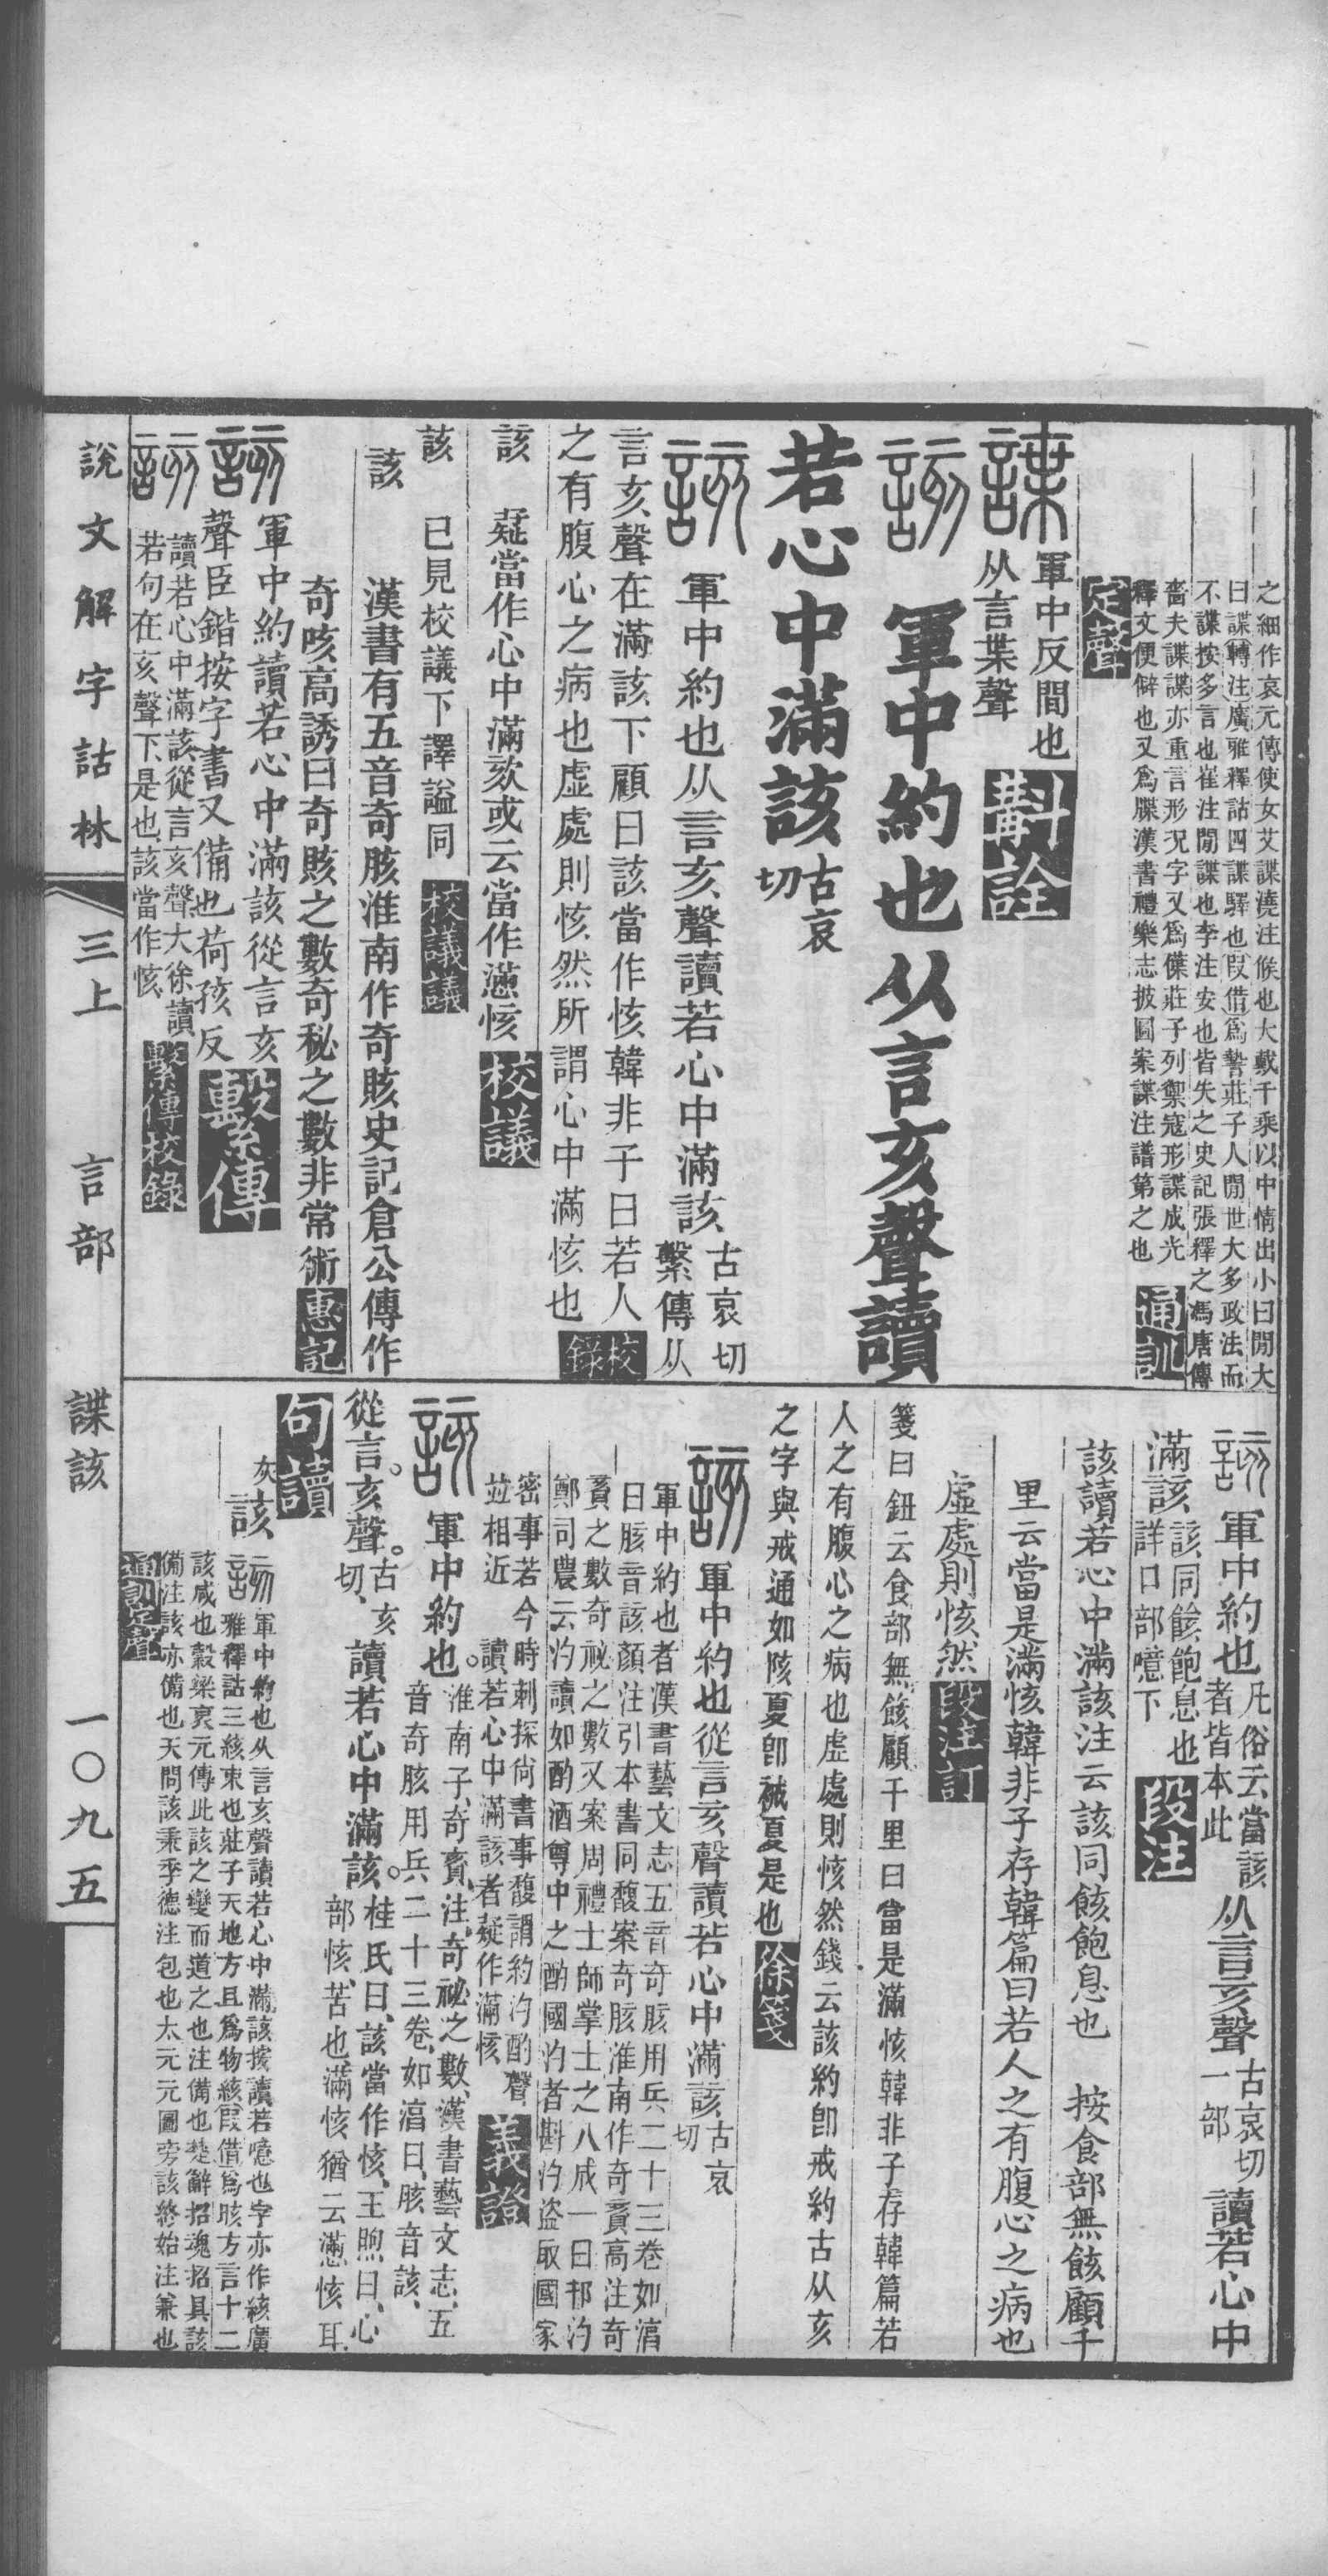 之細作哀元傳使女艾諜澆注候也大戴千乘以中情出小曰閒大
曰諜轉注廣雅釋詁四諜驛也叚借爲讋莊子人閒世大多政法而
不諜按多言也崔注閒諜也李注安也皆失之史記張釋之馮唐傳
嗇夫諜諜亦重言形況字又爲僷莊子列禦寇形諜成光
釋文便僻也又爲牒漢書禮樂志披圖案諜注譜第之也
通訓
定聲
諜
軍中反間也
从言枼聲
斠詮
該
軍中約也从言亥聲讀
若心中滿該
古哀
切
該
軍中約也从言亥聲讀若心中滿該
古哀切
繫傳从
言亥聲在滿該下顧曰該當作㤥韓非子曰若人
之有腹心之病也虛處則㤥然所謂心中滿㤥也
校
錄
該
疑當作心中滿欬或云當作懣㤥
校議
該
已見校議下譯謚同
校議議
該
漢書有五音奇胲淮南作奇賅史記倉公傳作
奇咳高誘曰奇賅之數奇秘之數非常術
惠記
該
軍中約讀若心中滿該從言亥
聲臣鍇按字書又備也荷孩反
繫傳
該
讀若心中滿該從言亥聲大徐讀
若句在亥聲下是也該當作㤥
繫傳校錄
該
軍中約也
凡俗云當該
者皆本此
从言亥聲
古哀切
一部
讀若心中
滿該
該同餩飽息也
詳口部噫下
段注
該讀若心中滿該注云該同餩飽息也
按食部無餩顧千
里云當是滿㤥韓非子存韓篇曰若人之有腹心之病也
虛處則㤥然
段注訂
箋曰鈕云食部無餩顧千里曰當是滿㤥韓非子存韓篇若
人之有腹心之病也虛處則㤥然錢云該約卽戒約古从亥
之字與戒通如陔夏卽祴夏是也
徐箋
該
軍中約也從言亥聲讀若心中滿該
古哀
切
軍中約也者漢書藝文志五音奇胲用兵二十三卷如淳
曰胲音該顏注引本書同馥案奇胲淮南作奇賌高注奇
賌之數奇祕之數又案周禮士師掌士之八成一曰邦汋
鄭司農云汋讀如酌酒尊中之酌國汋者斟汋盜取國家
密事若今時刺探尙書事馥謂約汋酌聲
竝相近
讀若心中滿該者疑作滿㤥
義證
該
軍中約也。
淮南子、奇賌、注、奇祕之數、漢書藝文志、五
音奇胲用兵二十三卷、如淳曰、胲音該、
從言。亥聲。
古亥
切、
讀若心中滿該。
桂氏曰、該當作㤥、王煦曰、心
部㤥、苦也、滿㤥猶云懣㤥耳、
句讀
灰該
該
軍中約也从言亥聲讀若心中滿該按讀若噫也字亦作絯廣
雅釋詁三絯束也莊子天地方且爲物絯叚借爲晐方言十二
該咸也穀梁哀元傳此該之變而道之也注備也楚辭招魂招具該
備注該亦備也天問該秉季德注包也太元元圖旁該終始注兼也
通訓定聲
說文解字詁林
三上
言部
諜該
一〇九五